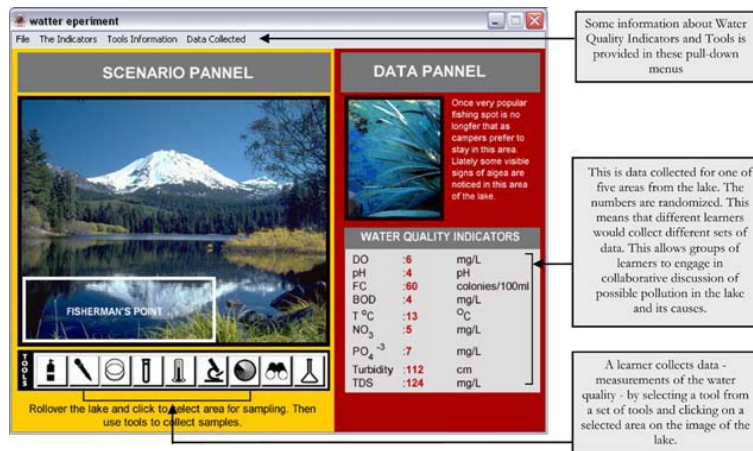 watter eperiment
File The Indicators Tools Information Data Collected
SCENARIO PANNEL
FISHERMAN'S POINT
TOOLS
Rollover the lake and click to select area for sampling. Then
use tools to collect samples.
DATA PANNEL
Once very popular
fishing spot is no
longfer that as
campers prefer to
stay in this area.
Llately some visible
signs of algea are
noticed in this area
of the lake.
WATER QUALITY INDICATORS
DO :6 mg/L
pH :4 pH
FC :60 colonies/100ml
BOD :4 mg/L
T °C :13 °C
NO3 :5 mg/L
PO4 -3 :7 mg/L
Turbidity :112 cm
TDS :124 mg/L
Some information about Water
Quality Indicators and Tools is
provided in these pull-down
menus
This is data collected for one of
five areas from the lake. The
numbers are randomized. This
means that different learners
would collect different sets of
data. This allows groups of
learners to engage in
collaborative discussion of
possible pollution in the lake
and its causes.
A learner collects data -
measurements of the water
quality - by selecting a tool from
a set of tools and clicking on a
selected area on the image of the
lake.